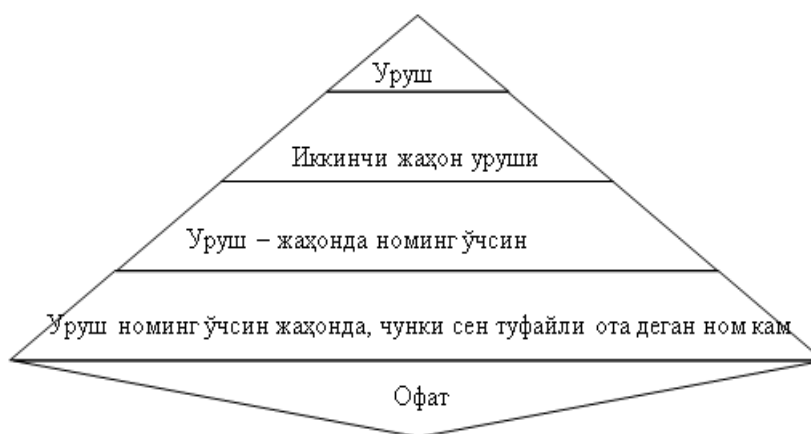 Уруш
Иккинчи жаҳон уруши
Уруш – жаҳонда номинг ўчсин
Уруш номинг ўчсин жаҳонда, чунки сен туфайли ота деган ном кам
Офат